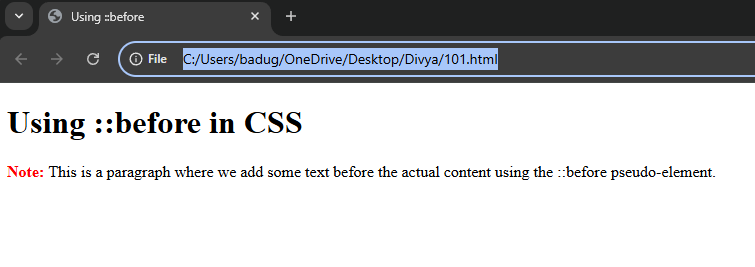 Using ::before
File C:/Users/badug/OneDrive/Desktop/Divya/101.html
Using ::before in CSS
Note: This is a paragraph where we add some text before the actual content using the ::before pseudo-element.